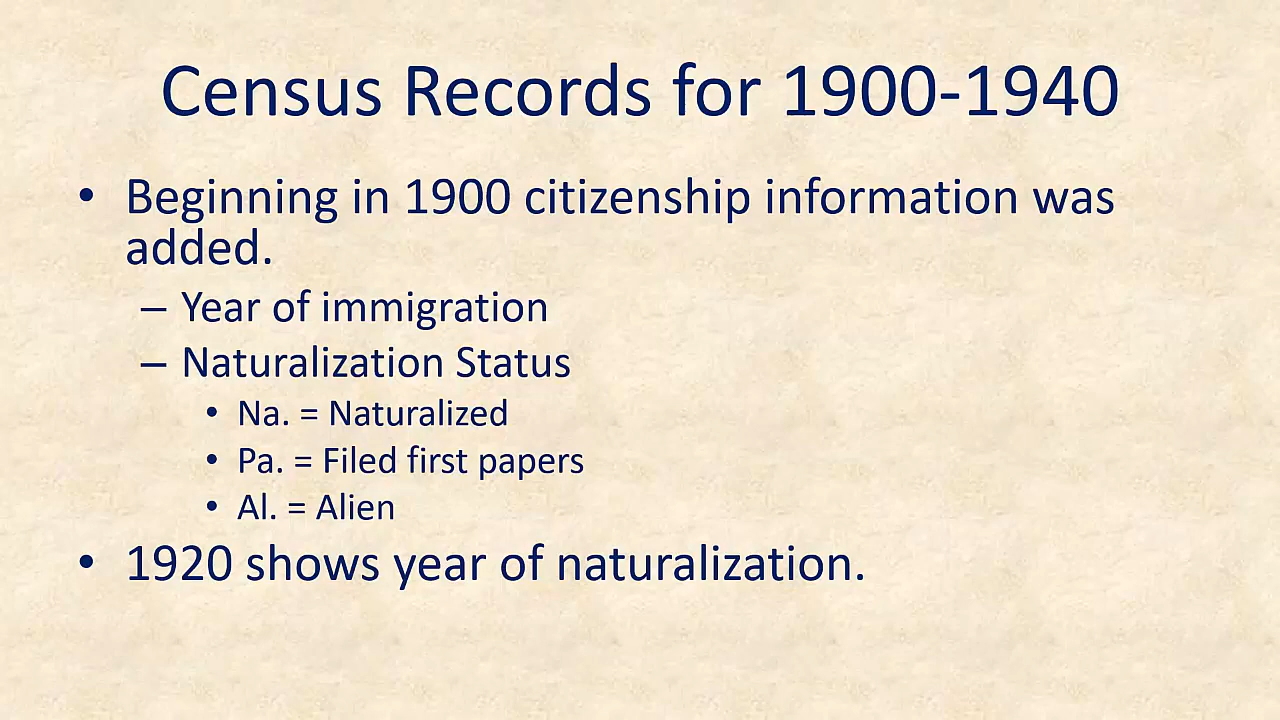 Census Records for 1900-1940
• Beginning in 1900 citizenship information was
added.
– Year of immigration
– Naturalization Status
• Na. = Naturalized
• Pa. = Filed first papers
• Al. = Alien
• 1920 shows year of naturalization.